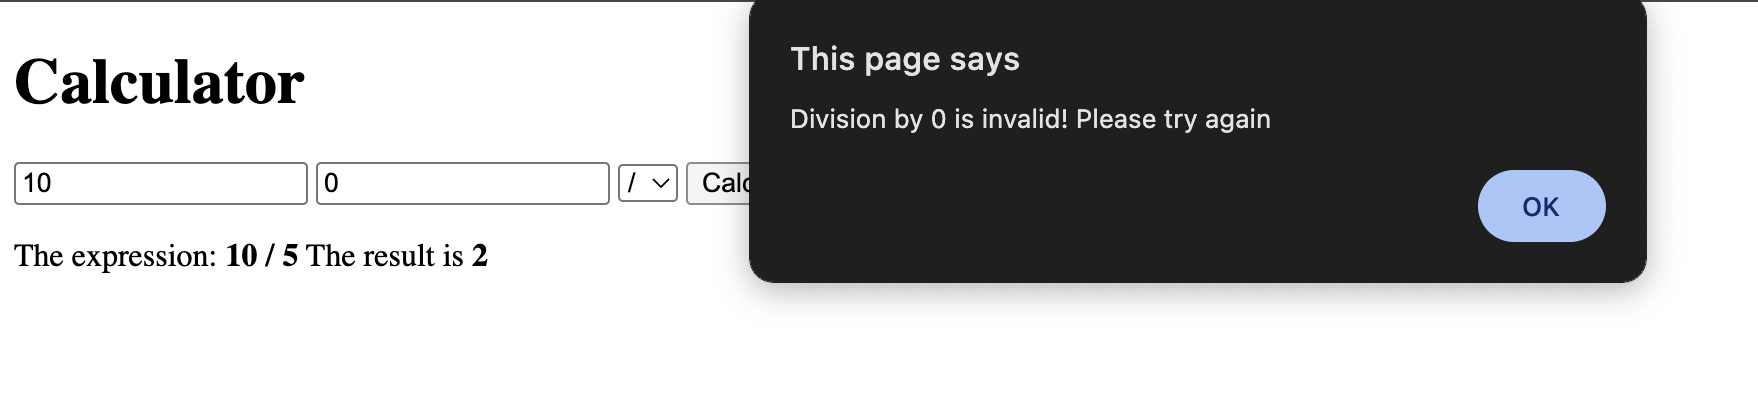 Calculator
10 0 /
The expression: 10 / 5 The result is 2
This page says
Division by 0 is invalid! Please try again
OK